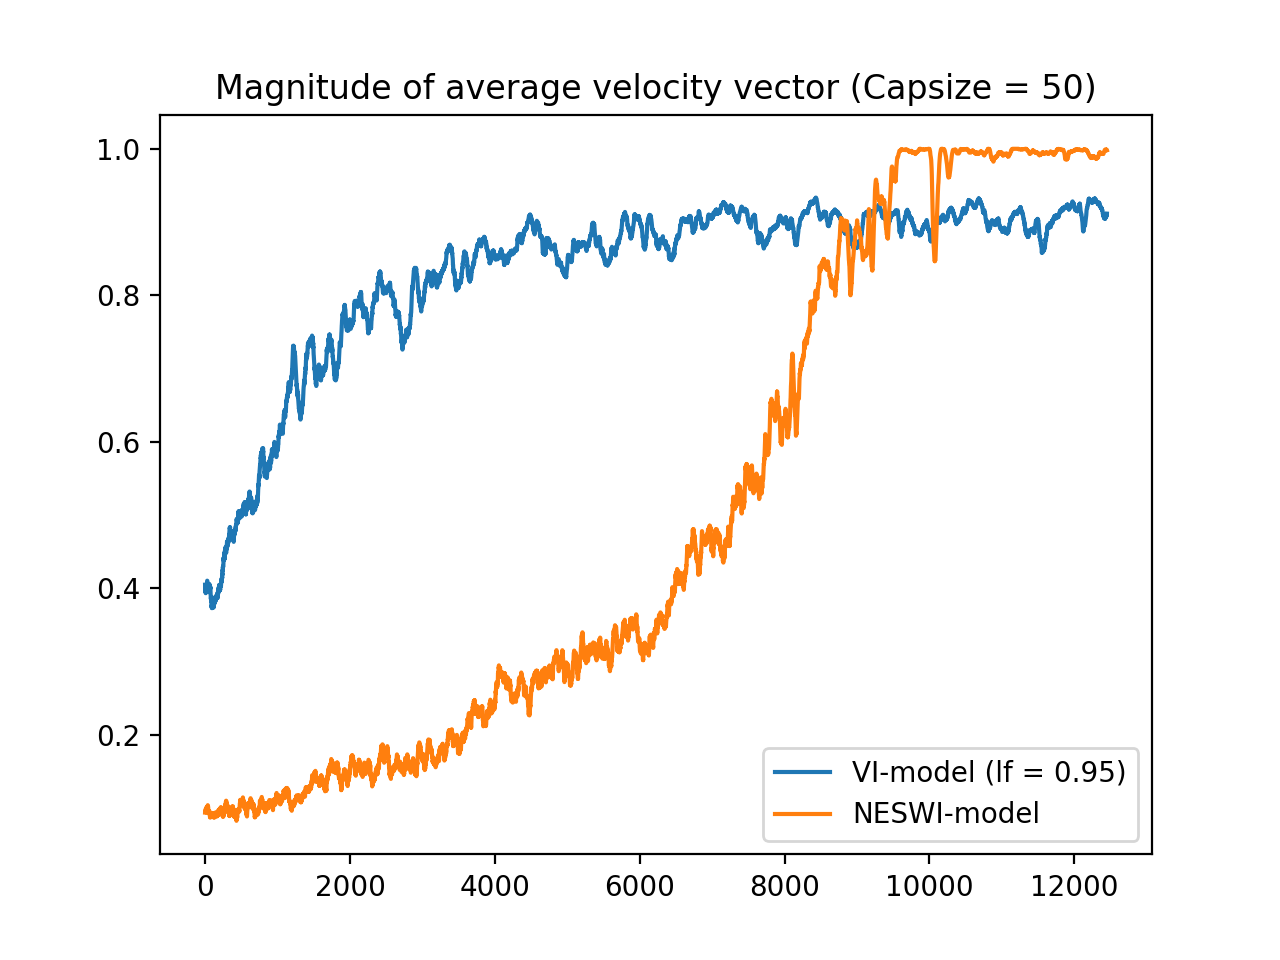 Magnitude of average velocity vector (Capsize = 50)
1.0
0.8
0.6
0.4
0.2
VI-model (lf = 0.95)
NESWI-model
0 2000 4000 6000 8000 10000 12000